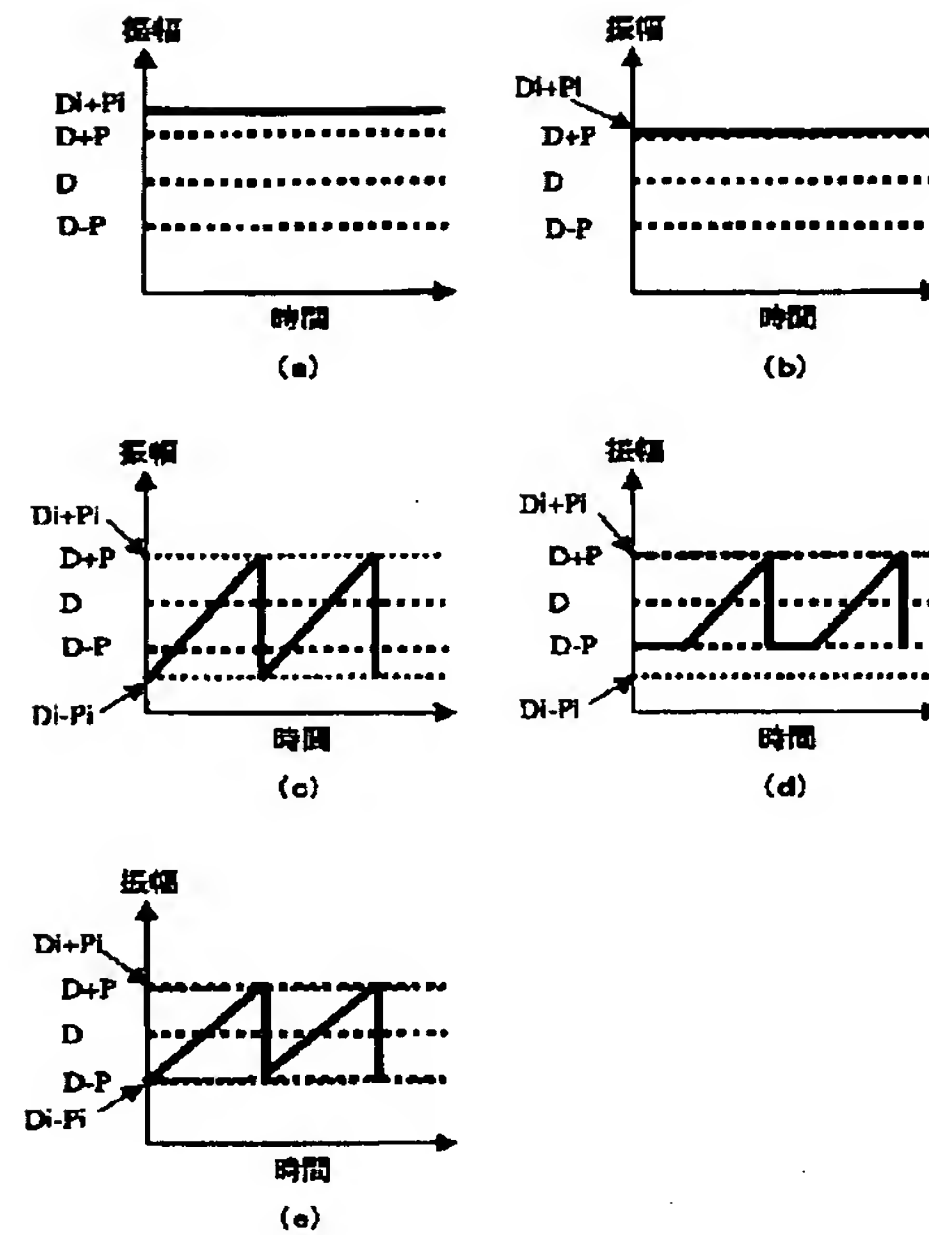 振幅
Di+Pi
D+P
D
D-P
時間
(a)
振幅
Di+Pi
D+P
D
D-P
時間
(b)
振幅
Di+Pi
D+P
D
D-P
Di-Pi
時間
(c)
振幅
Di+Pi
D+P
D
D-P
Di-Pi
時間
(d)
振幅
Di+Pi
D+P
D
D-P
Di-Pi
時間
(e)